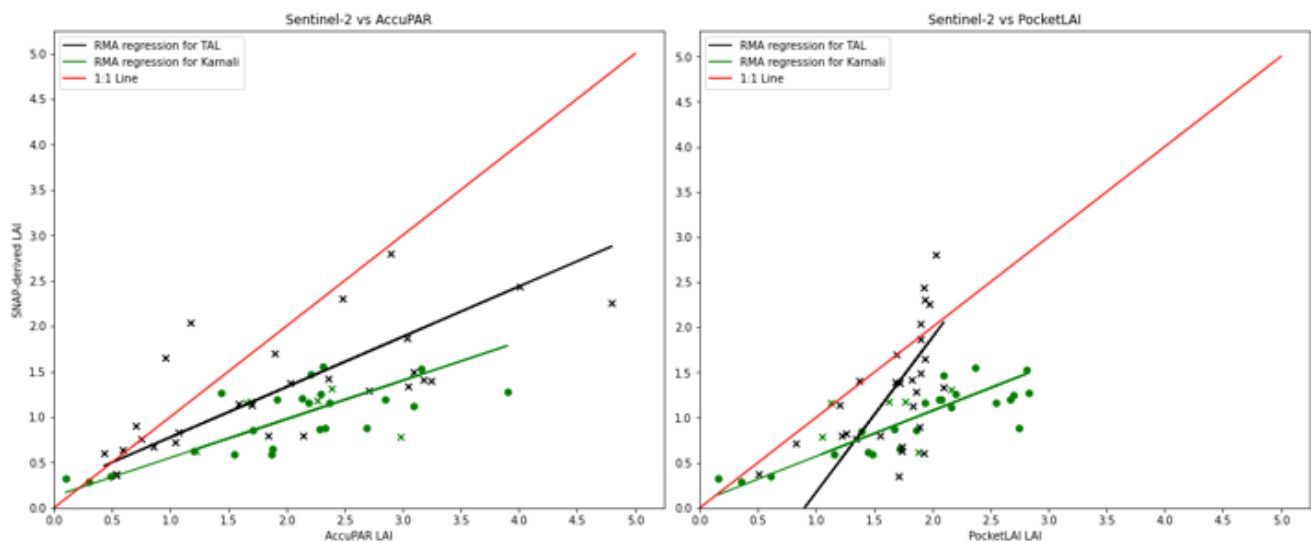 Sentinel-2 vs AccuPAR
RMA regression for TAL
RMA regression for Karnali
1:1 Line
5.0
4.5
4.0
3.5
3.0
2.5
2.0
1.5
1.0
0.5
0.0
SNAP-derived LAI
0.0 0.5 1.0 1.5 2.0 2.5 3.0 3.5 4.0 4.5 5.0
AccuPAR LAI
Sentinel-2 vs PocketLAI
RMA regression for TAL
RMA regression for Karnali
1:1 Line
5.0
4.5
4.0
3.5
3.0
2.5
2.0
1.5
1.0
0.5
0.0
0.0 0.5 1.0 1.5 2.0 2.5 3.0 3.5 4.0 4.5 5.0
PocketLAI LAI